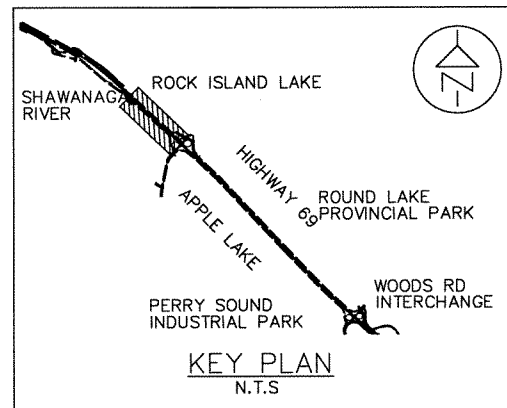 ROCK ISLAND LAKE
SHAWANAGA
RIVER
HIGHWAY 69
ROUND LAKE
PROVINCIAL PARK
APPLE LAKE
WOODS RD
INTERCHANGE
PERRY SOUND
INDUSTRIAL PARK
KEY PLAN
N.T.S
N